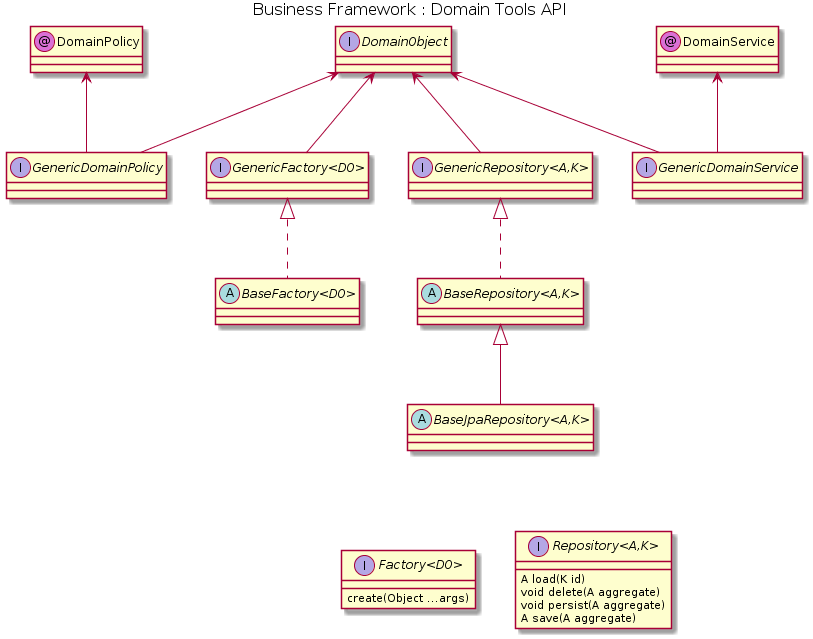 Business Framework : Domain Tools API
@ DomainPolicy
I DomainObject
@ DomainService
I GenericDomainPolicy
I GenericFactory<DO>
I GenericRepository<A,K>
I GenericDomainService
A BaseFactory<DO>
A BaseRepository<A,K>
A BaseJpaRepository<A,K>
I Factory<DO>
create(Object ...args)
I Repository<A,K>
A load(K id)
void delete(A aggregate)
void persist(A aggregate)
A save(A aggregate)